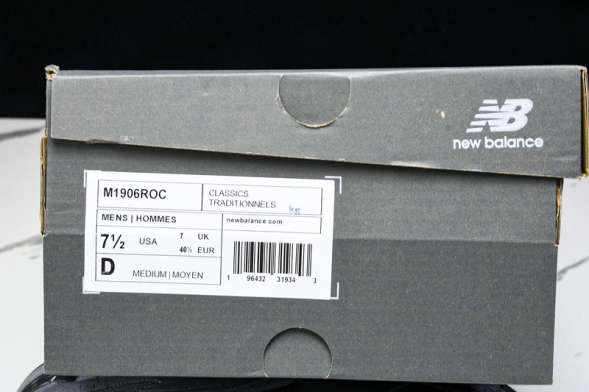 NB
new balance
M1906ROC
CLASSICS
TRADITIONNELS
MENS | HOMMES
newbalance.com
7½ USA 7 UK
40½ EUR
D MEDIUM | MOYEN
1 96432 31934 3